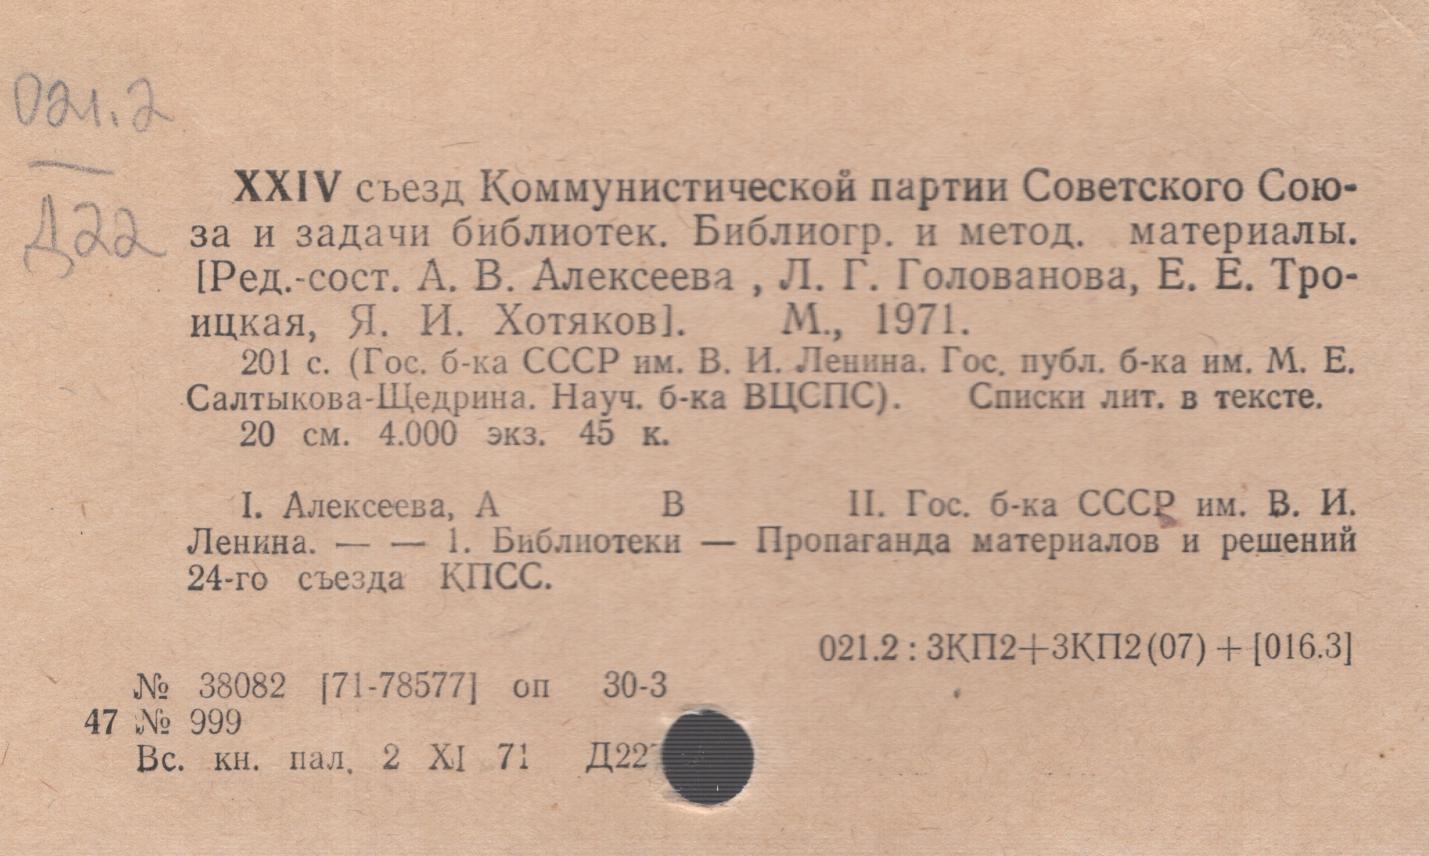 021.2
Д22
XXIV съезд Коммунистической партии Советского Сою-
за и задачи библиотек. Библиогр. и метод. материалы.
[Ред.-сост. А. В. Алексеева , Л. Г. Голованова, Е. Е. Тро-
ицкая, Я. И. Хотяков]. М., 1971.
201 с. (Гос. б-ка СССР им. В. И. Ленина. Гос. публ. б-ка им. М. Е.
Салтыкова-Щедрина. Науч. б-ка ВЦСПС). Списки лит. в тексте.
20 см. 4.000 экз. 45 к.
I. Алексеева, А В II. Гос. б-ка СССР им. В. И.
Ленина. — — 1. Библиотеки — Пропаганда материалов и решений
24-го съезда КПСС.
021.2 : 3КП2+3КП2(07) + [016.3]
№ 38082 [71-78577] оп 30-3
47 № 999
Вс. кн. пал. 2 XI 71 Д22